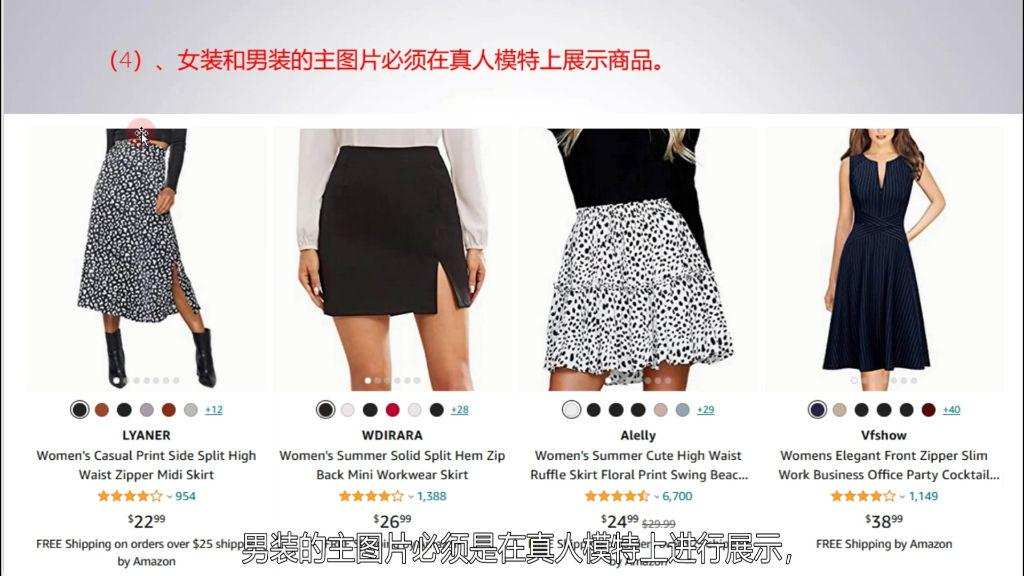 （4）、女装和男装的主图片必须在真人模特上展示商品。
+12
+28
+29
+40
LYANER
Women's Casual Print Side Split High
Waist Zipper Midi Skirt
954
$22.99
FREE Shipping on orders over $25 shipp
by Amazon
WDIRARA
Women's Summer Solid Split Hem Zip
Back Mini Workwear Skirt
1,388
$26.99
Alelly
Women's Summer Cute High Waist
Ruffle Skirt Floral Print Swing Beac...
6,700
$24.99 $29.99
by Amazon
Vfshow
Womens Elegant Front Zipper Slim
Work Business Office Party Cocktail...
1,149
$38.99
FREE Shipping by Amazon
男装的主图片必须是在真人模特上进行展示，